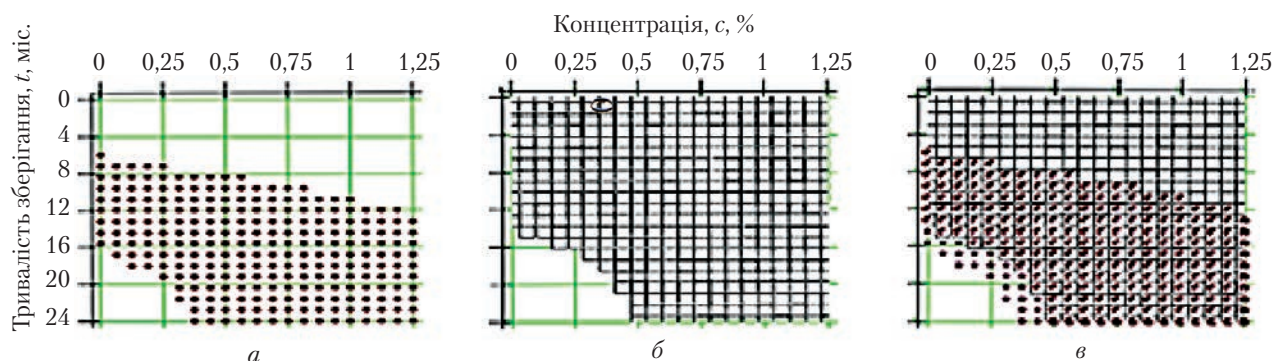 Концентрація, c, %
0 0,25 0,5 0,75 1 1,25
0 0,25 0,5 0,75 1 1,25
0 0,25 0,5 0,75 1 1,25
Тривалість зберігання, t, міс.
0
4
8
12
16
20
24
а
б
в